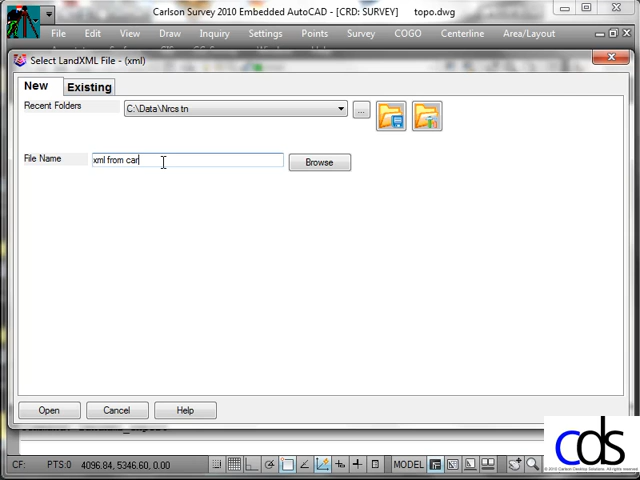 Carlson Survey 2010 Embedded AutoCAD - [CRD: SURVEY] topo.dwg
File Edit View Draw Inquiry Settings Points Survey COGO Centerline Area/Layout
Select LandXML File - (xml)
New Existing
Recent Folders C:\Data\Nrcs tn ...
File Name xml from car Browse
Open Cancel Help
cds
CF: PTS:0 4096.84, 5346.60, 0.00 MODEL